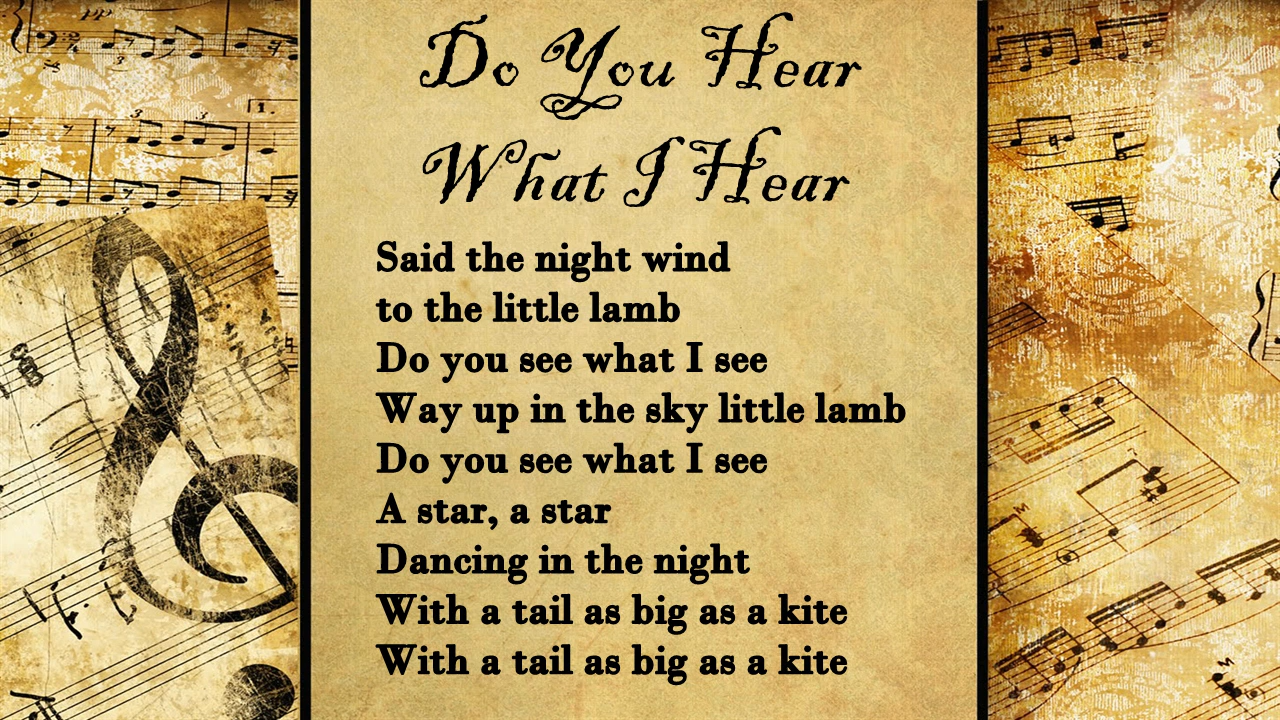 Do You Hear
What I Hear
Said the night wind
to the little lamb
Do you see what I see
Way up in the sky little lamb
Do you see what I see
A star, a star
Dancing in the night
With a tail as big as a kite
With a tail as big as a kite